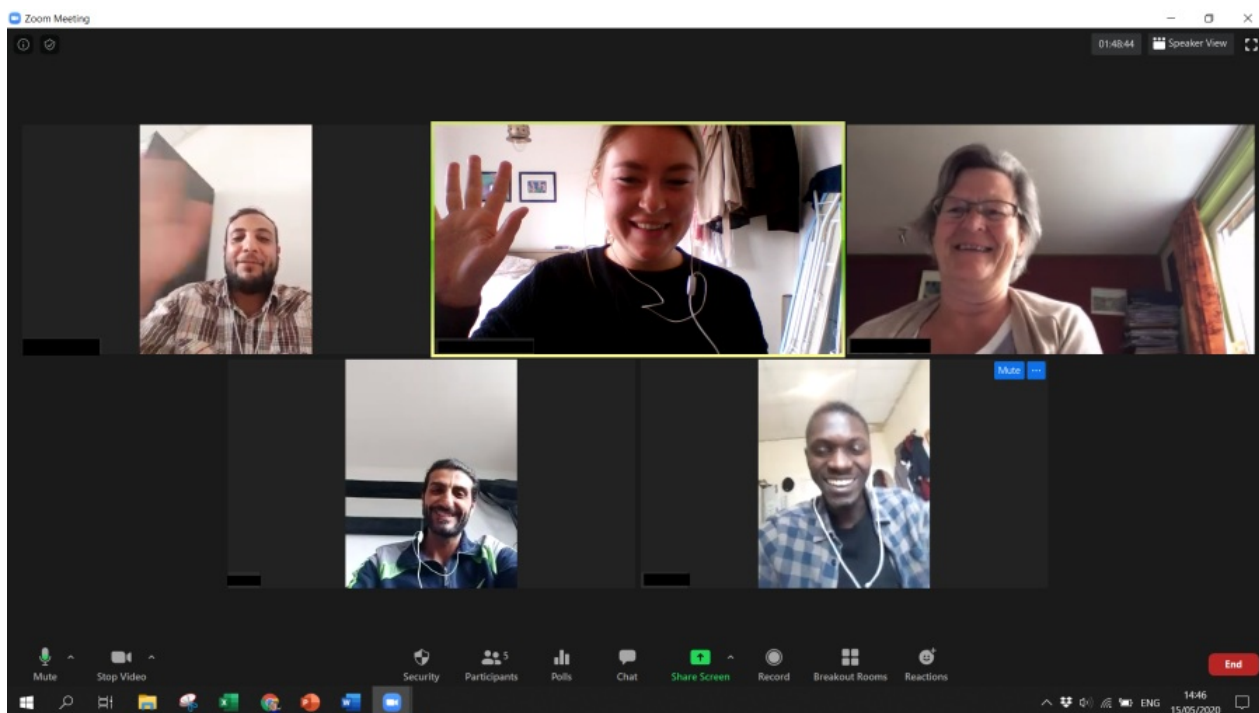 Zoom Meeting
01:48:44 Speaker View
Mute ...
Mute Stop Video Security Participants 5 Polls Chat Share Screen Record Breakout Rooms Reactions End
ENG 14:46
15/05/2020